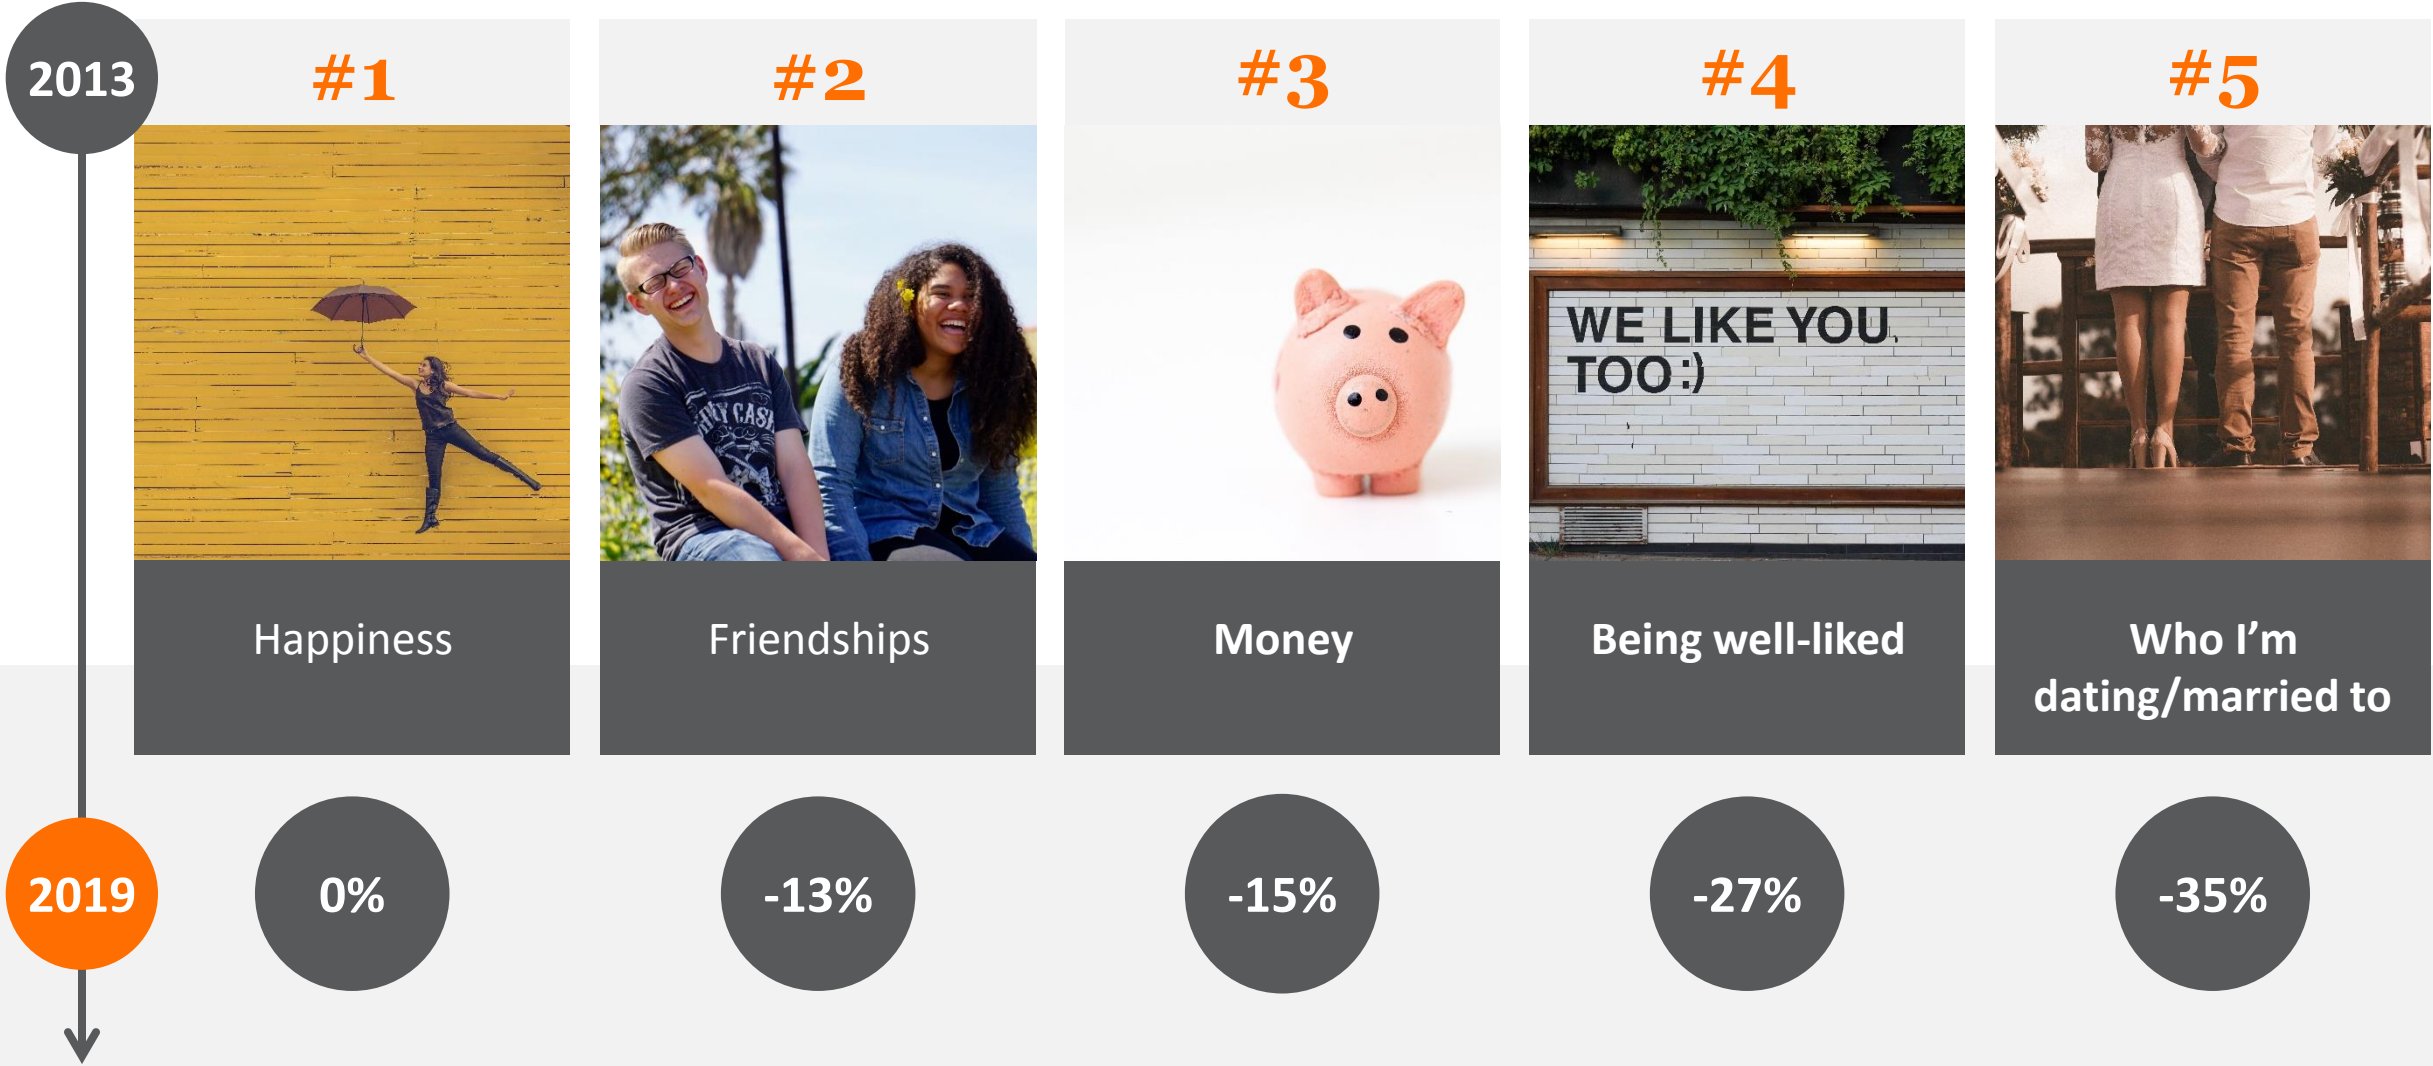 2013
#1
#2
#3
#4
#5
WE LIKE YOU,
TOO :)
Happiness
Friendships
Money
Being well-liked
Who I’m
dating/married to
2019
0%
-13%
-15%
-27%
-35%